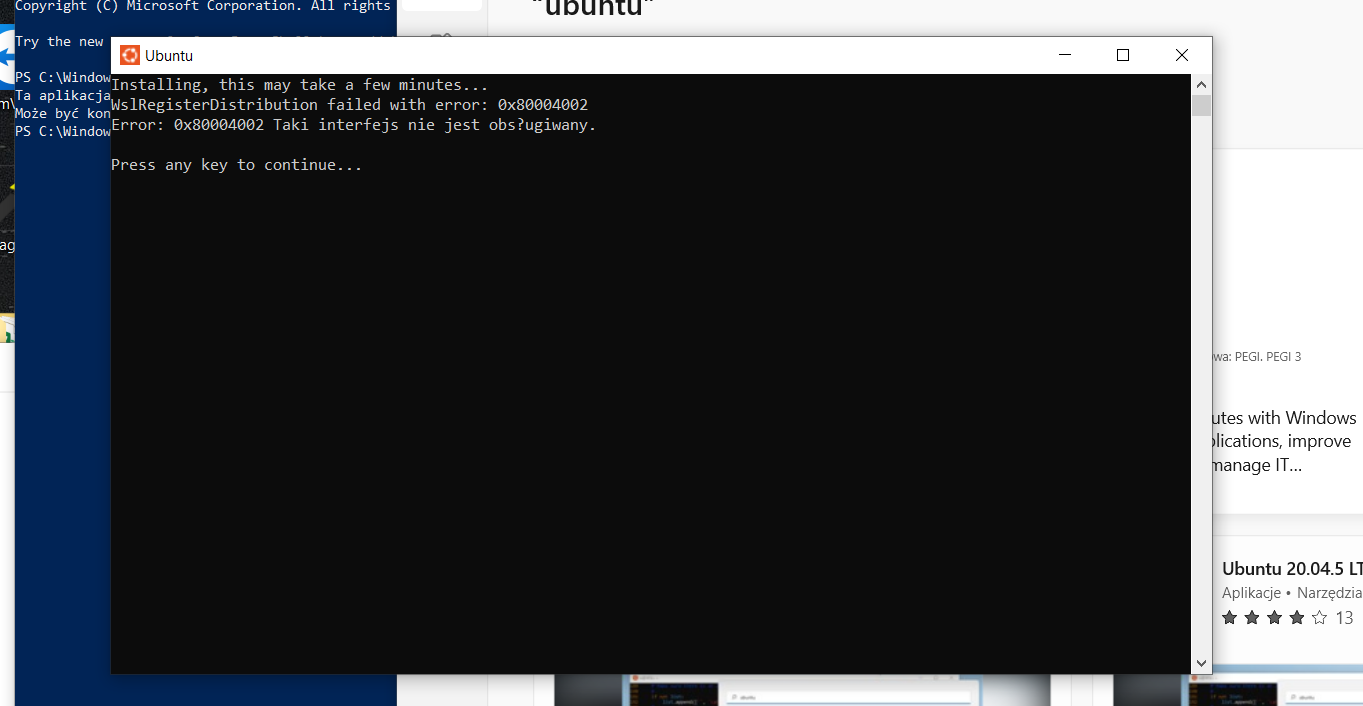 Copyright (C) Microsoft Corporation. All rights
"ubuntu"
Try the new
PS C:\Window
Ta aplikacja
Może być kon
PS C:\Window
Ubuntu
Installing, this may take a few minutes...
WslRegisterDistribution failed with error: 0x80004002
Error: 0x80004002 Taki interfejs nie jest obs?ugiwany.
Press any key to continue...
ag
owa: PEGI. PEGI 3
utes with Windows
plications, improve
manage IT...
Ubuntu 20.04.5 LT
Aplikacje • Narzędzia
13